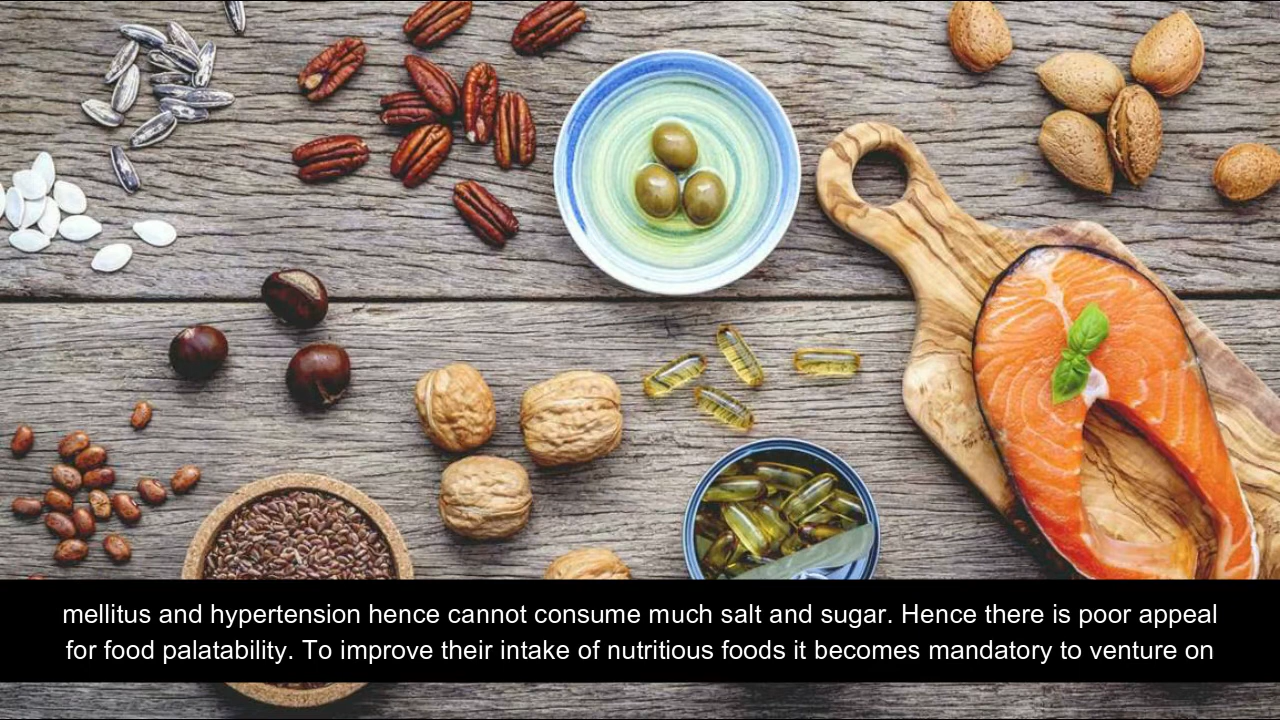 mellitus and hypertension hence cannot consume much salt and sugar. Hence there is poor appeal
for food palatability. To improve their intake of nutritious foods it becomes mandatory to venture on